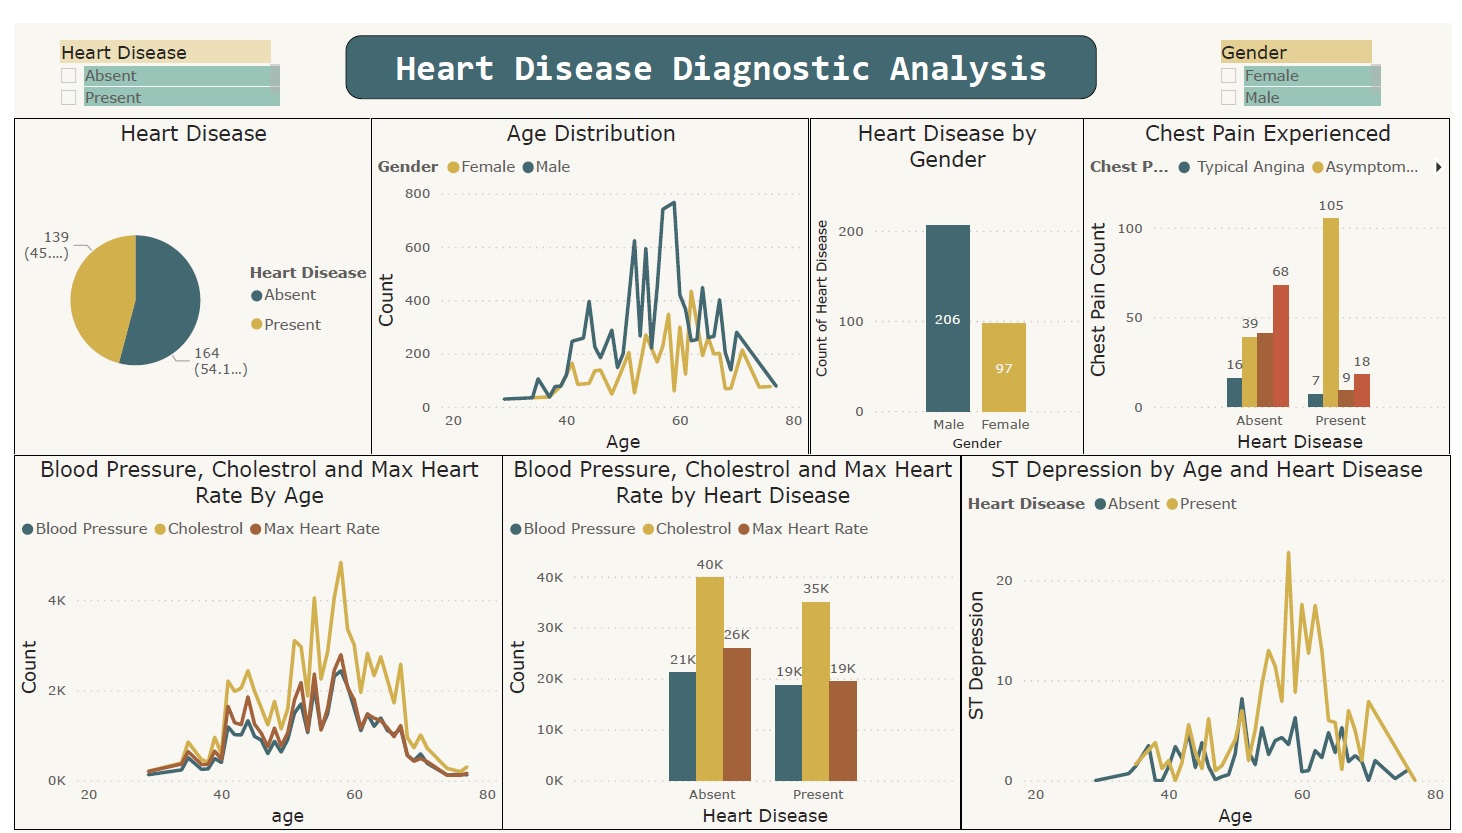 Heart Disease
Absent
Present
Heart Disease Diagnostic Analysis
Gender
Female
Male
Heart Disease
139
(45....)
164
(54.1...)
Heart Disease
Absent
Present
Age Distribution
Gender Female Male
800
600
400
200
0
Count
20 40 60 80
Age
Heart Disease by
Gender
Count of Heart Disease
200
100
0
206
97
Male Female
Gender
Chest Pain Experienced
Chest P... Typical Angina Asymptom...
Chest Pain Count
100
50
0
16
39
68
7
105
9
18
Absent Present
Heart Disease
Blood Pressure, Cholestrol and Max Heart
Rate By Age
Blood Pressure Cholestrol Max Heart Rate
Count
4K
2K
0K
20 40 60 80
age
Blood Pressure, Cholestrol and Max Heart
Rate by Heart Disease
Blood Pressure Cholestrol Max Heart Rate
Count
40K
30K
20K
10K
0K
21K
40K
26K
19K
35K
19K
Absent Present
Heart Disease
ST Depression by Age and Heart Disease
Heart Disease Absent Present
ST Depression
20
10
0
20 40 60 80
Age